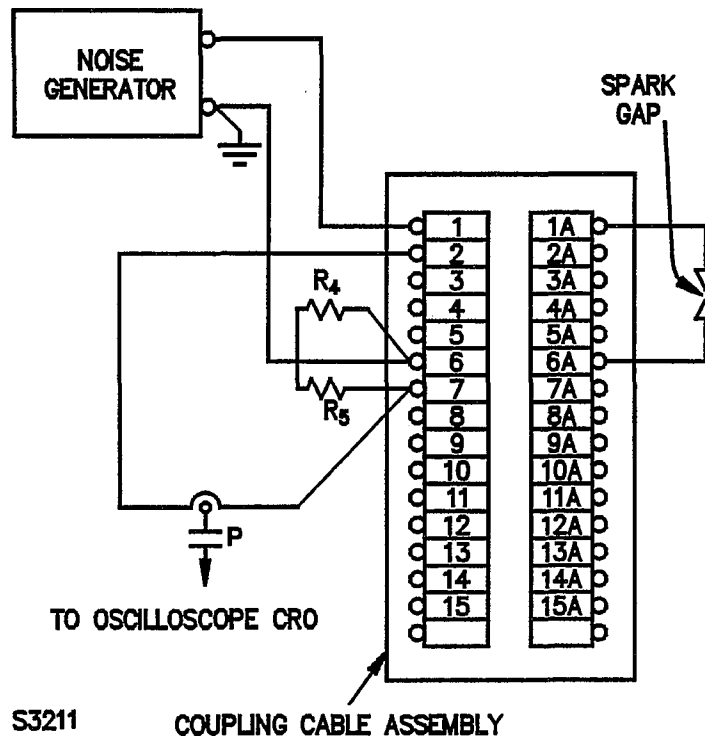 NOISE
GENERATOR
SPARK
GAP
1 1A
2 2A
3 3A
R4
4 4A
5 5A
6 6A
7 7A
R5
8 8A
9 9A
10 10A
11 11A
12 12A
P
13 13A
14 14A
15 15A
TO OSCILLOSCOPE CRO
S3211
COUPLING CABLE ASSEMBLY